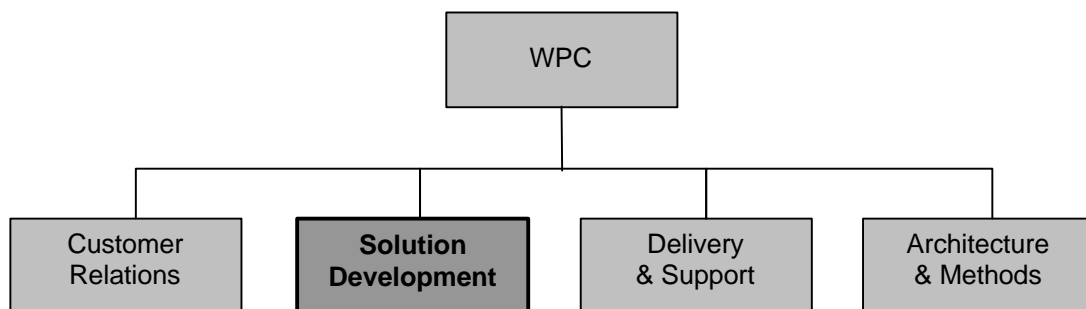 WPC
Customer
Relations
Solution
Development
Delivery
& Support
Architecture
& Methods